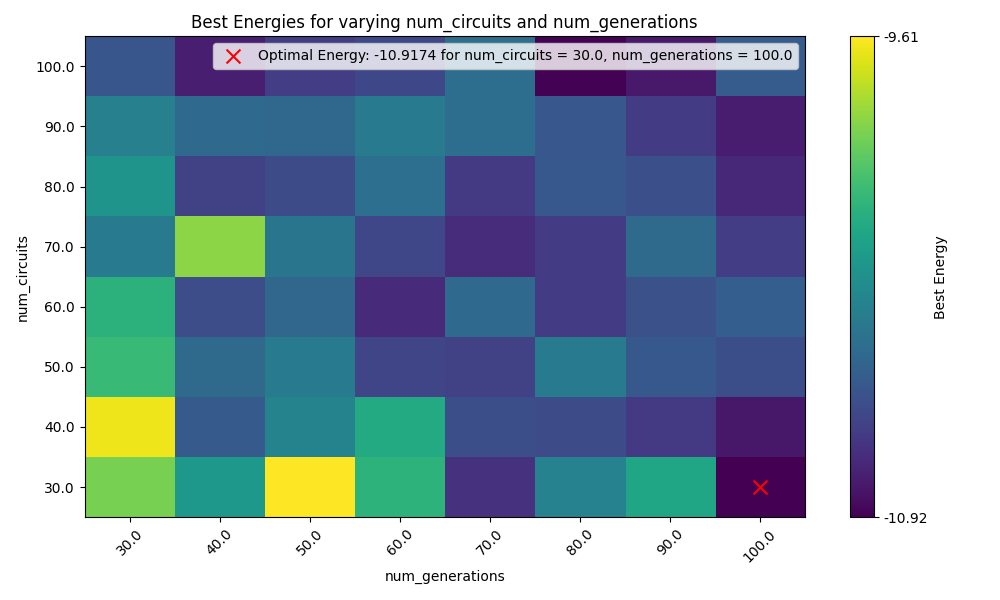 Best Energies for varying num_circuits and num_generations
Optimal Energy: -10.9174 for num_circuits = 30.0, num_generations = 100.0
num_circuits
100.0
90.0
80.0
70.0
60.0
50.0
40.0
30.0
30.0 40.0 50.0 60.0 70.0 80.0 90.0 100.0
num_generations
-9.61
-10.92
Best Energy